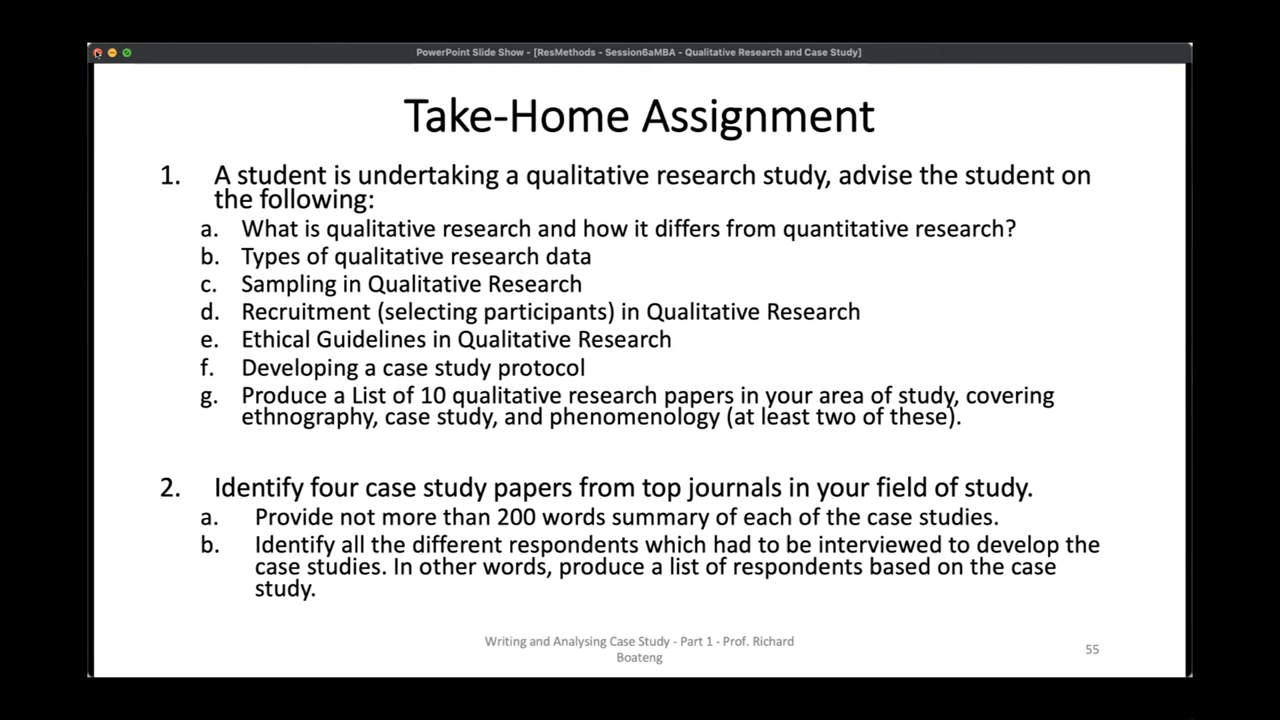 PowerPoint Slide Show - [ResMethods - Session6aMBA - Qualitative Research and Case Study]
Take-Home Assignment
1. A student is undertaking a qualitative research study, advise the student on
the following:
a. What is qualitative research and how it differs from quantitative research?
b. Types of qualitative research data
c. Sampling in Qualitative Research
d. Recruitment (selecting participants) in Qualitative Research
e. Ethical Guidelines in Qualitative Research
f. Developing a case study protocol
g. Produce a List of 10 qualitative research papers in your area of study, covering
ethnography, case study, and phenomenology (at least two of these).
2. Identify four case study papers from top journals in your field of study.
a. Provide not more than 200 words summary of each of the case studies.
b. Identify all the different respondents which had to be interviewed to develop the
case studies. In other words, produce a list of respondents based on the case
study.
Writing and Analysing Case Study - Part 1 - Prof. Richard
Boateng
55